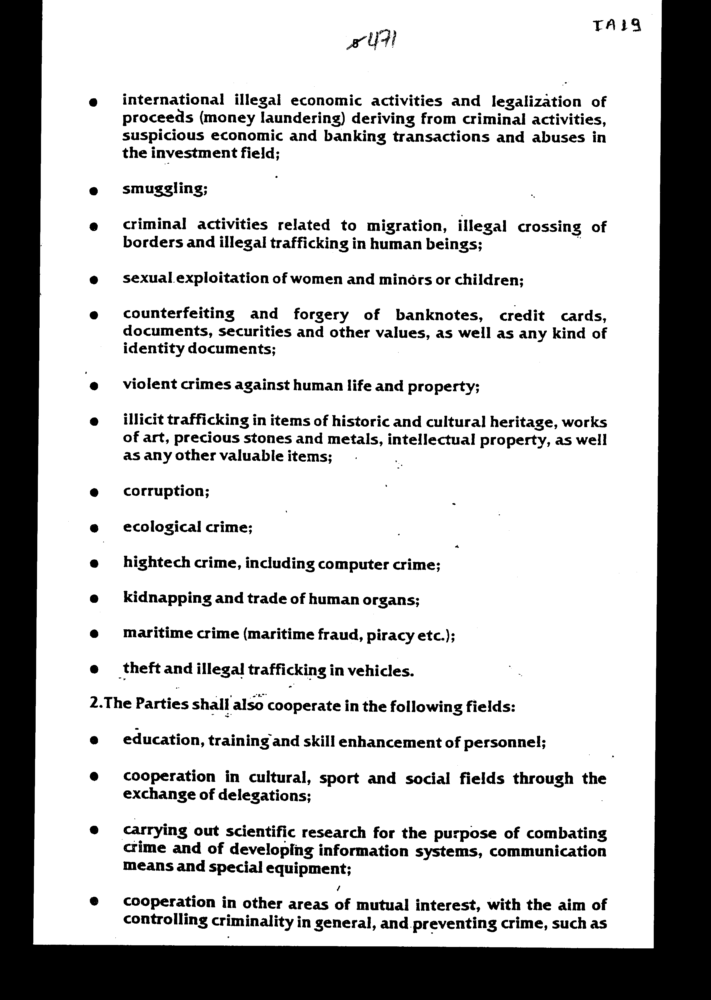 IA19
8 471
● international illegal economic activities and legalization of
proceeds (money laundering) deriving from criminal activities,
suspicious economic and banking transactions and abuses in
the investment field;
● smuggling;
● criminal activities related to migration, illegal crossing of
borders and illegal trafficking in human beings;
● sexual exploitation of women and minors or children;
● counterfeiting and forgery of banknotes, credit cards,
documents, securities and other values, as well as any kind of
identity documents;
● violent crimes against human life and property;
● illicit trafficking in items of historic and cultural heritage, works
of art, precious stones and metals, intellectual property, as well
as any other valuable items;
● corruption;
● ecological crime;
● hightech crime, including computer crime;
● kidnapping and trade of human organs;
● maritime crime (maritime fraud, piracy etc.);
● theft and illegal trafficking in vehicles.
2.The Parties shall also cooperate in the following fields:
● education, training and skill enhancement of personnel;
● cooperation in cultural, sport and social fields through the
exchange of delegations;
● carrying out scientific research for the purpose of combating
crime and of developing information systems, communication
means and special equipment;
● cooperation in other areas of mutual interest, with the aim of
controlling criminality in general, and preventing crime, such as